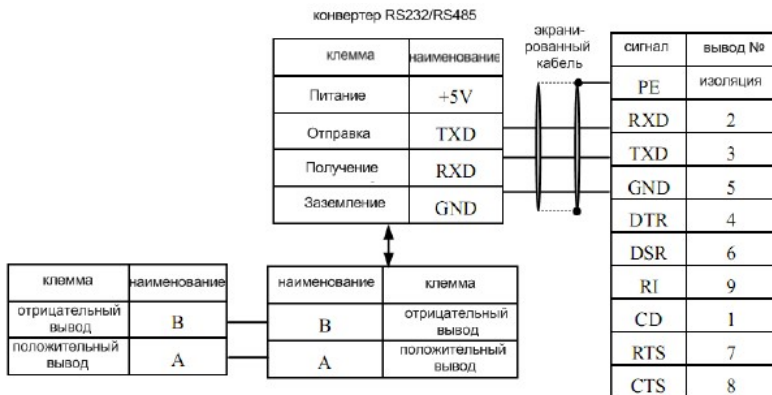 конвертер RS232/RS485
экрани-
рованный
кабель
клемма наименование
Питание +5V
Отправка TXD
Получение RXD
Заземление GND
сигнал вывод №
PE изоляция
RXD 2
TXD 3
GND 5
DTR 4
DSR 6
RI 9
CD 1
RTS 7
CTS 8
клемма наименование
отрицательный
вывод
B
положительный
вывод
A
наименование клемма
B
отрицательный
вывод
A
положительный
вывод